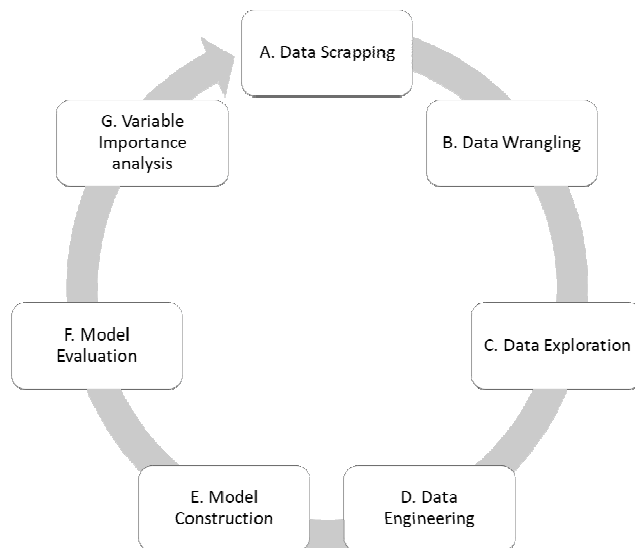 A. Data Scrapping
B. Data Wrangling
C. Data Exploration
D. Data
Engineering
E. Model
Construction
F. Model
Evaluation
G. Variable
Importance
analysis